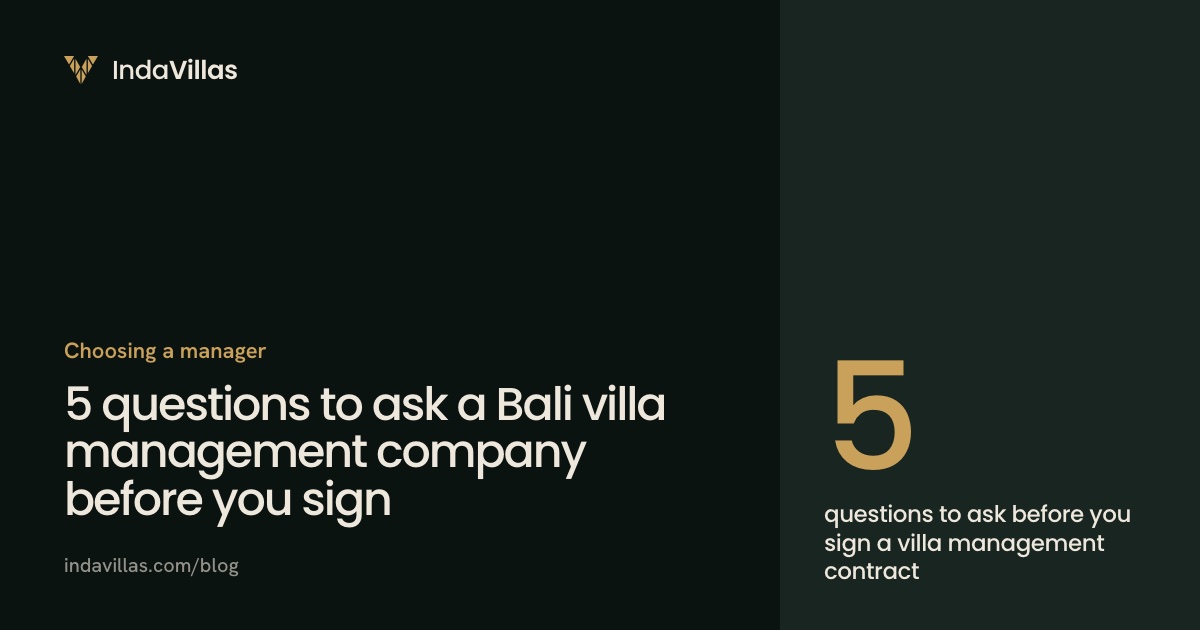 IndaVillas
Choosing a manager
5 questions to ask a Bali villa
management company
before you sign
indavillas.com/blog
5
questions to ask before you
sign a villa management
contract